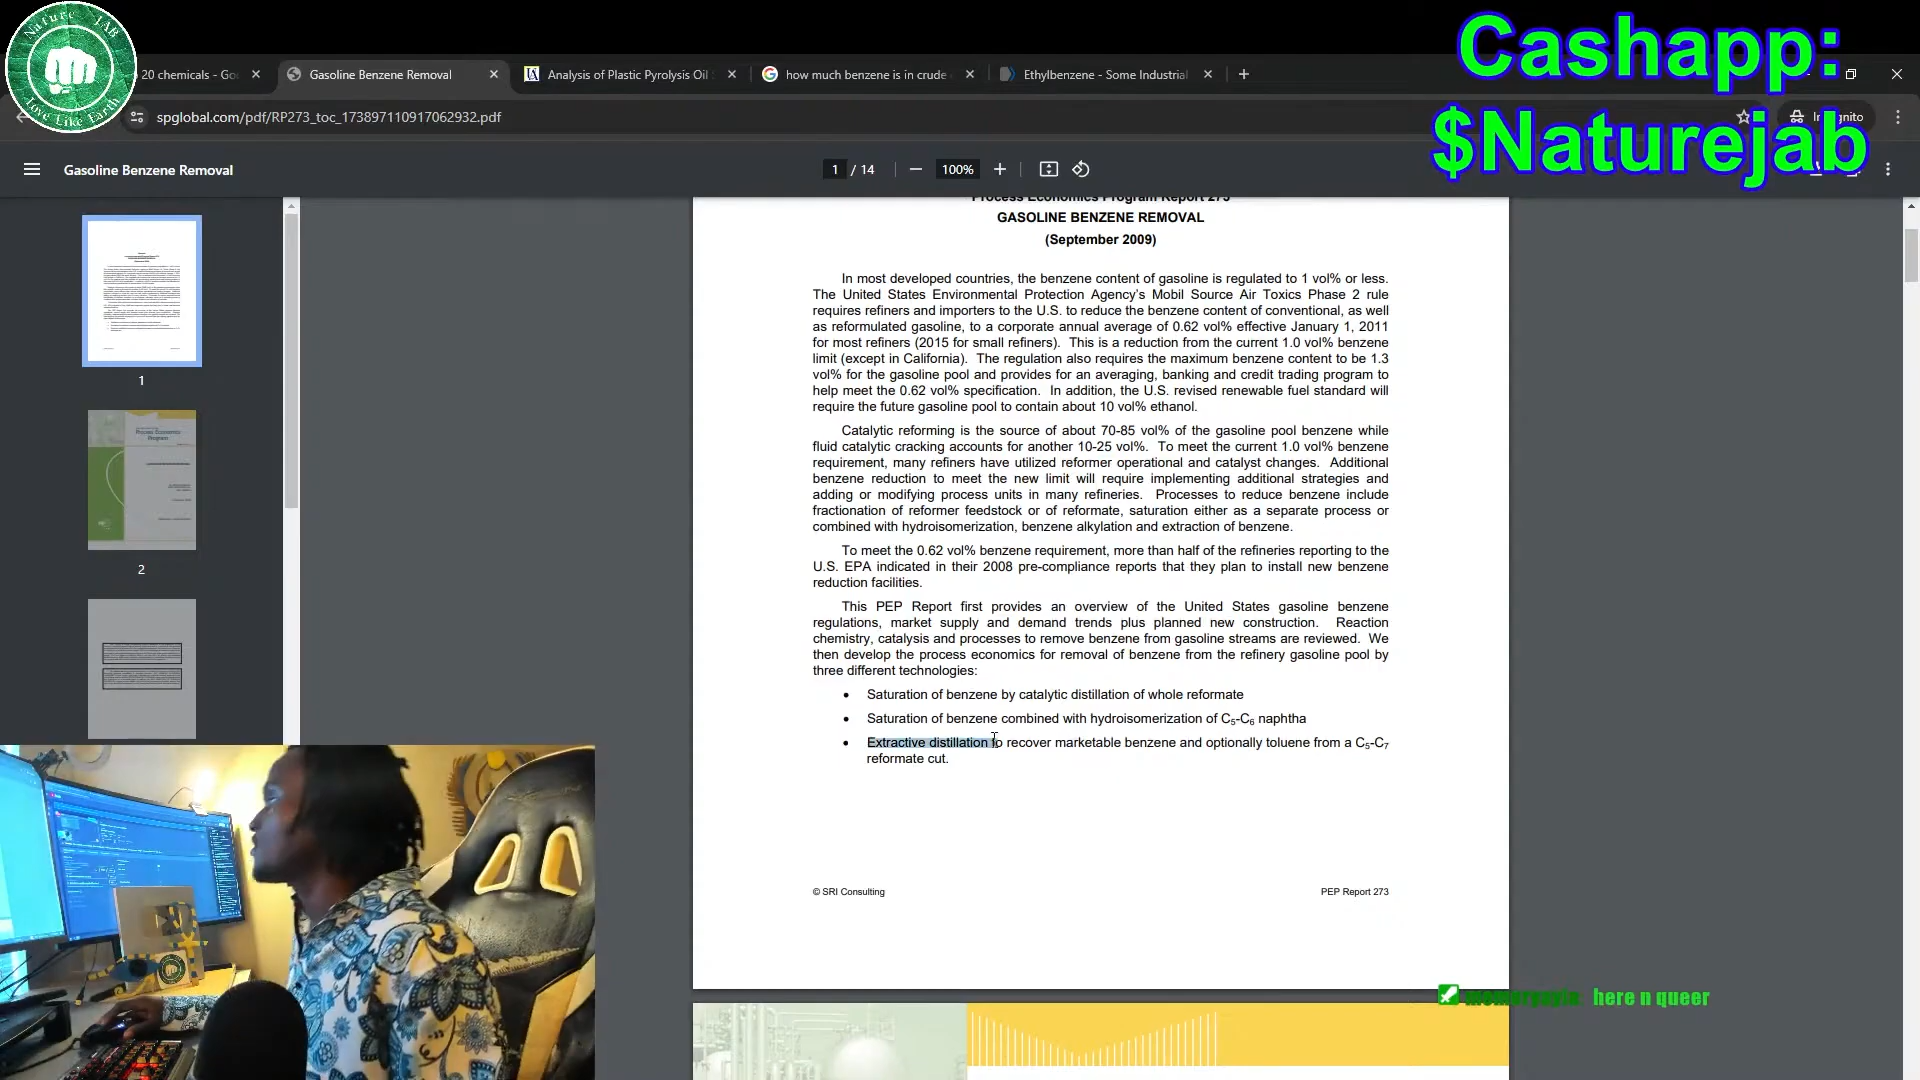 Nature JAB
Love Like Earth
Cashapp:
$Naturejab
20 chemicals - Goo
Gasoline Benzene Removal
Analysis of Plastic Pyrolysis Oil
how much benzene is in crude
Ethylbenzene - Some Industrial
spglobal.com/pdf/RP273_toc_173897110917062932.pdf
Incognito
Gasoline Benzene Removal
1 / 14
100%
Process Economics Program Report 273
GASOLINE BENZENE REMOVAL
(September 2009)
In most developed countries, the benzene content of gasoline is regulated to 1 vol% or less.
The United States Environmental Protection Agency's Mobil Source Air Toxics Phase 2 rule
requires refiners and importers to the U.S. to reduce the benzene content of conventional, as well
as reformulated gasoline, to a corporate annual average of 0.62 vol% effective January 1, 2011
for most refiners (2015 for small refiners). This is a reduction from the current 1.0 vol% benzene
limit (except in California). The regulation also requires the maximum benzene content to be 1.3
vol% for the gasoline pool and provides for an averaging, banking and credit trading program to
help meet the 0.62 vol% specification. In addition, the U.S. revised renewable fuel standard will
require the future gasoline pool to contain about 10 vol% ethanol.
Catalytic reforming is the source of about 70-85 vol% of the gasoline pool benzene while
fluid catalytic cracking accounts for another 10-25 vol%. To meet the current 1.0 vol% benzene
requirement, many refiners have utilized reformer operational and catalyst changes. Additional
benzene reduction to meet the new limit will require implementing additional strategies and
adding or modifying process units in many refineries. Processes to reduce benzene include
fractionation of reformer feedstock or of reformate, saturation either as a separate process or
combined with hydroisomerization, benzene alkylation and extraction of benzene.
To meet the 0.62 vol% benzene requirement, more than half of the refineries reporting to the
U.S. EPA indicated in their 2008 pre-compliance reports that they plan to install new benzene
reduction facilities.
This PEP Report first provides an overview of the United States gasoline benzene
regulations, market supply and demand trends plus planned new construction. Reaction
chemistry, catalysis and processes to remove benzene from gasoline streams are reviewed. We
then develop the process economics for removal of benzene from the refinery gasoline pool by
three different technologies:
• Saturation of benzene by catalytic distillation of whole reformate
• Saturation of benzene combined with hydroisomerization of C5-C6 naphtha
• Extractive distillation to recover marketable benzene and optionally toluene from a C5-C7
reformate cut.
© SRI Consulting
PEP Report 273
1
2
here n queer